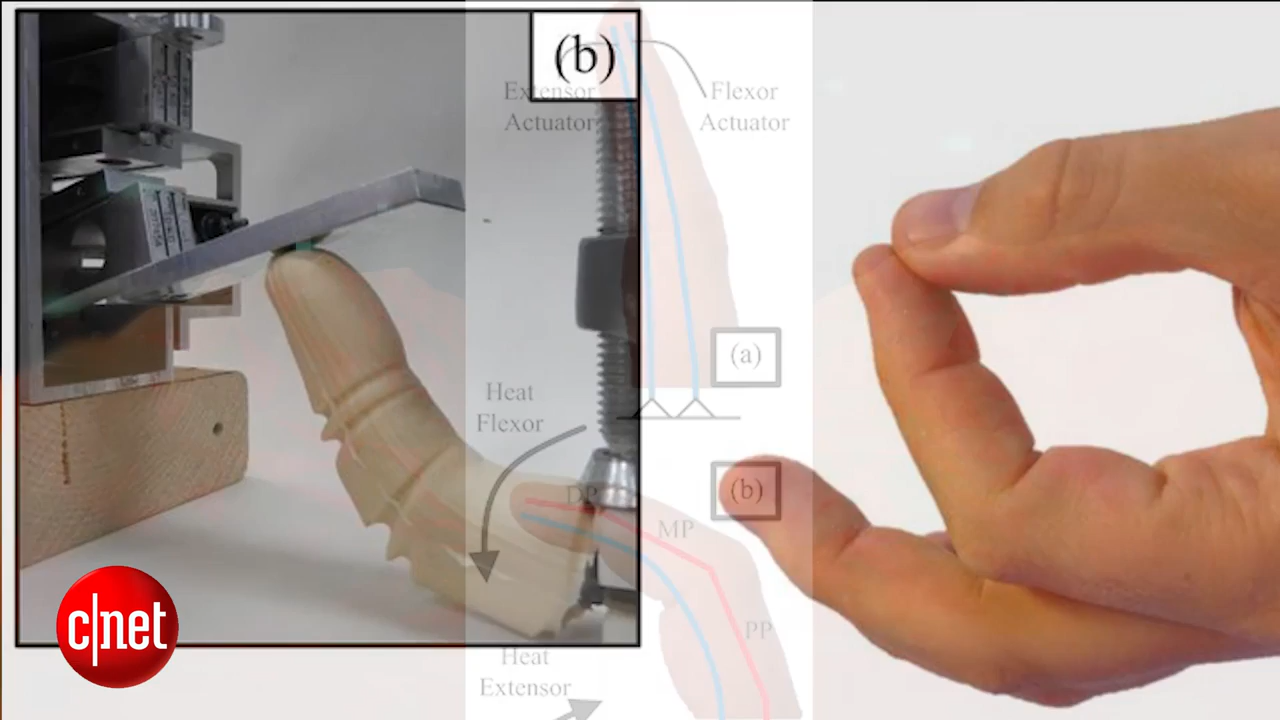 (b)
Extensor
Actuator
Flexor
Actuator
(a)
Heat
Flexor
(b)
DP
MP
PP
Heat
Extensor
c|net